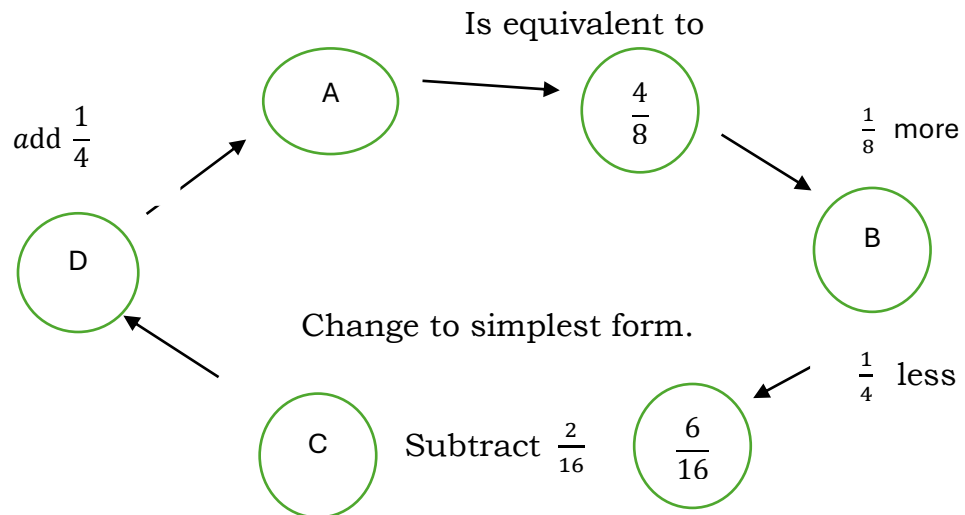 Is equivalent to
A
4/8
add 1/4
1/8 more
D
B
Change to simplest form.
1/4 less
C
Subtract 2/16
6/16